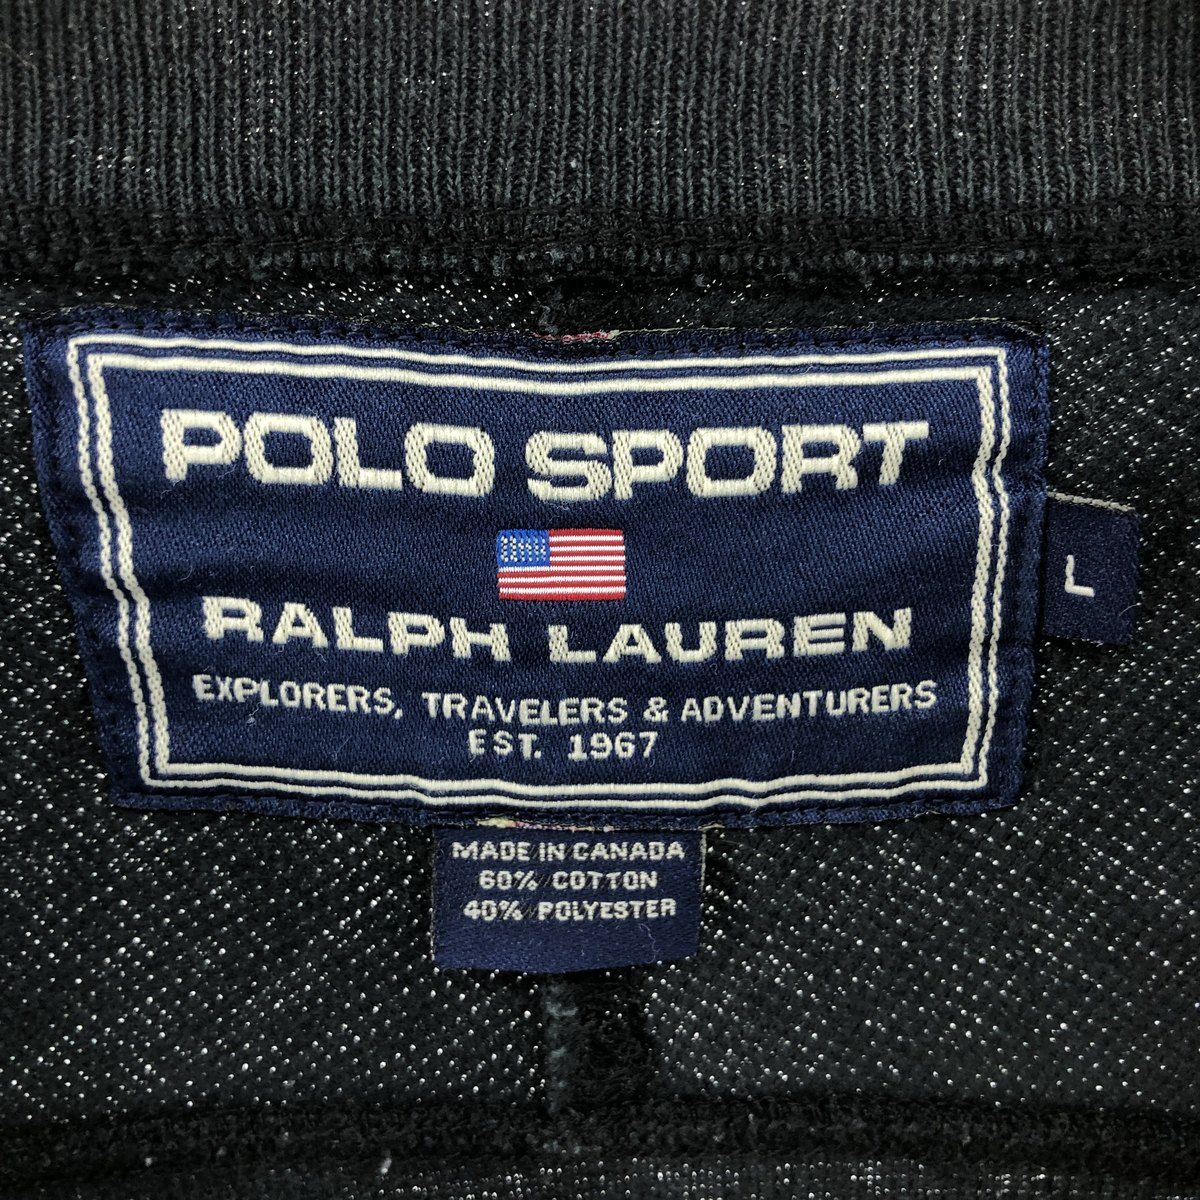 POLO SPORT
RALPH LAUREN
EXPLORERS, TRAVELERS & ADVENTURERS
EST. 1967
L
MADE IN CANADA
60% COTTON
40% POLYESTER